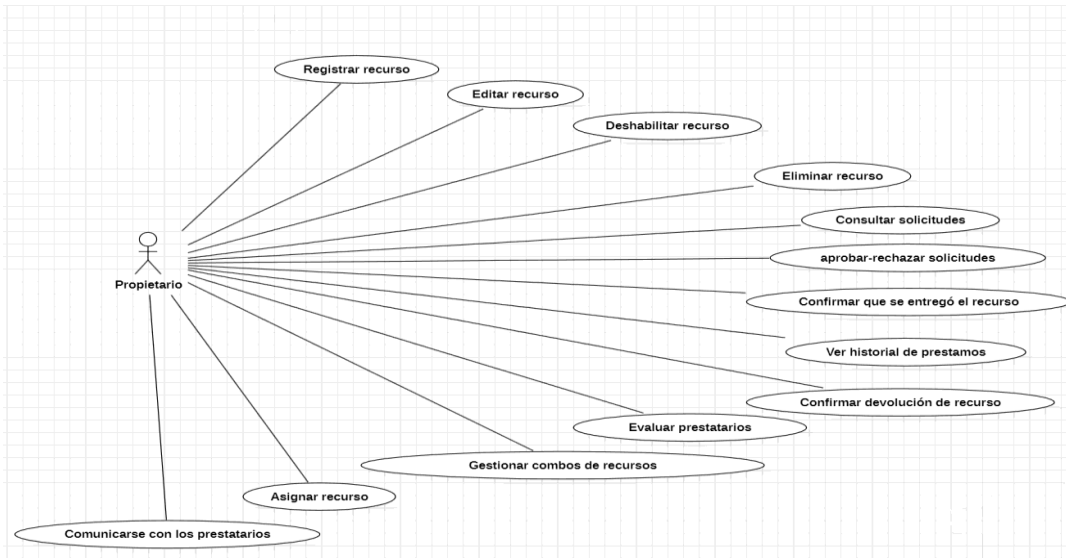 Registrar recurso
Editar recurso
Deshabilitar recurso
Eliminar recurso
Consultar solicitudes
aprobar-rechazar solicitudes
Propietario
Confirmar que se entregó el recurso
Ver historial de prestamos
Confirmar devolución de recurso
Evaluar prestatarios
Gestionar combos de recursos
Asignar recurso
Comunicarse con los prestatarios